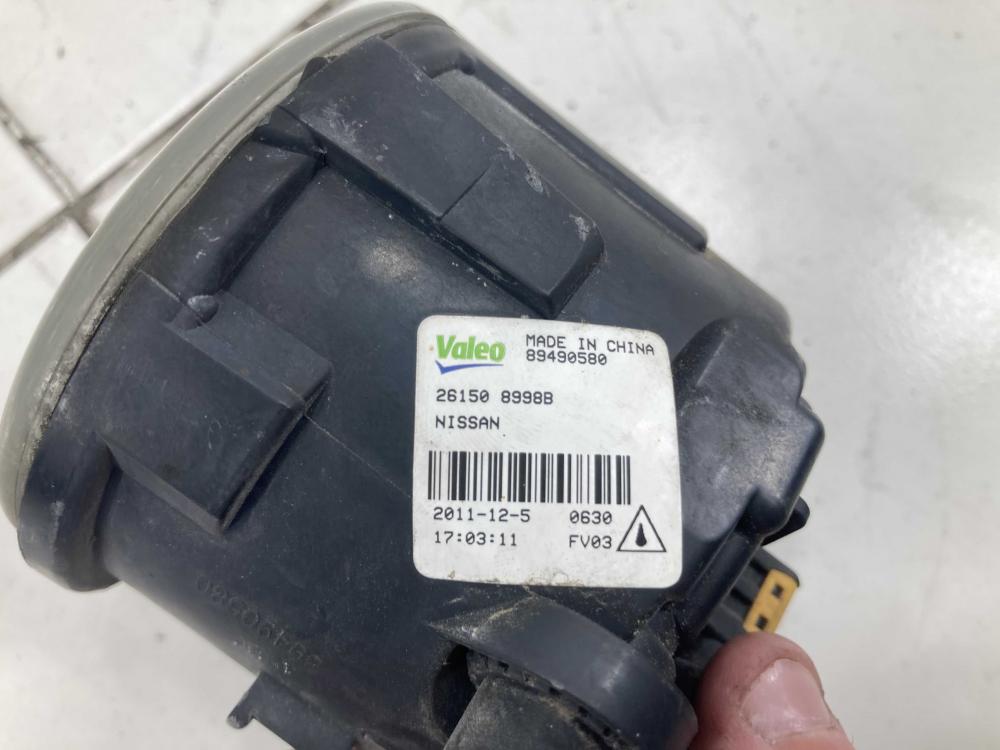 Valeo MADE IN CHINA
89490580
26150 8998B
NISSAN
2011-12-5 0630
17:03:11 FV03